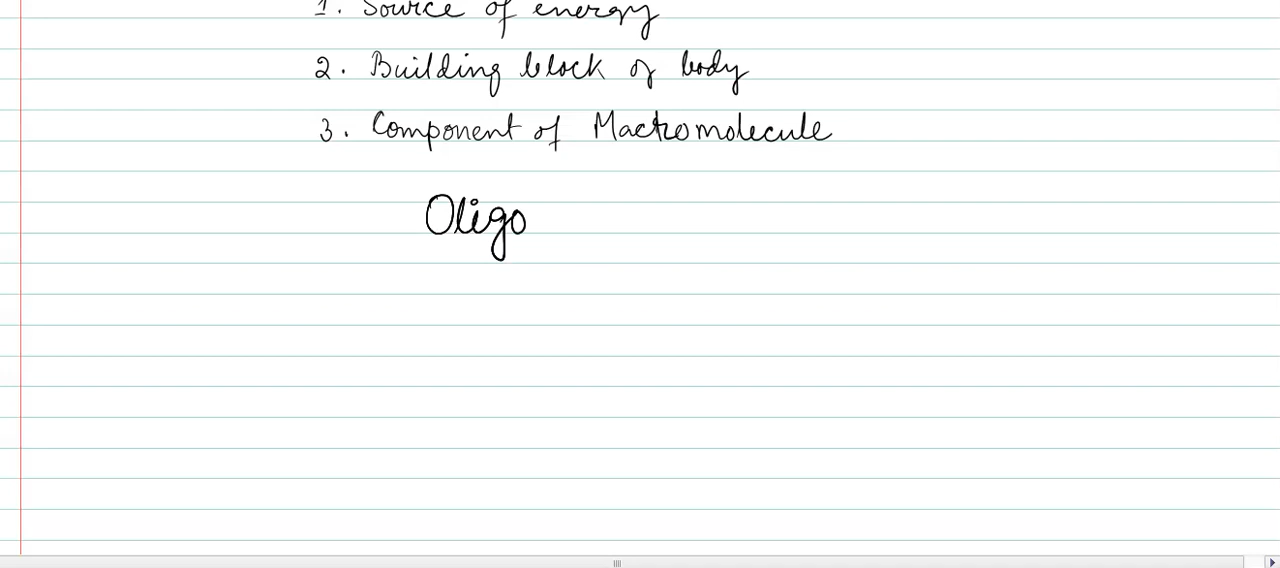 1. Source of energy
2. Building block of body
3. Component of Macromolecule
Oligo